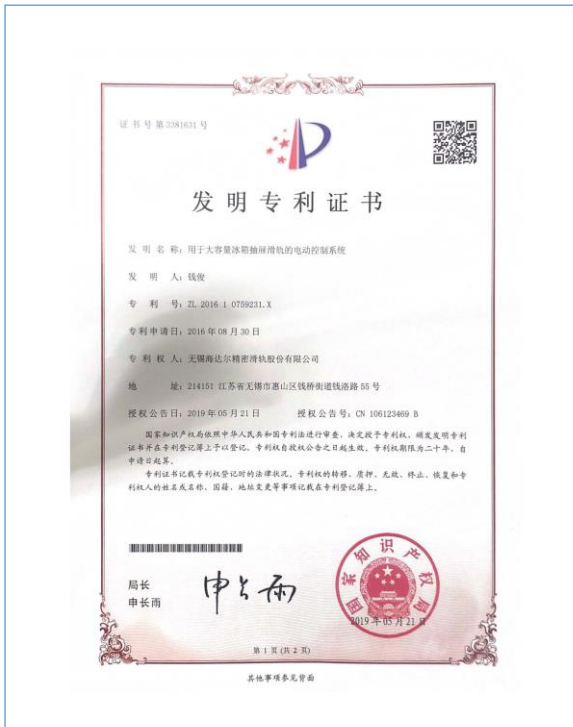 证书号第3381631号
发明专利证书
发明名称：用于大容量冰箱抽屉滑轨的电动控制系统
发明人：钱俊
专利号：ZL 2016 1 0759231.X
专利申请日：2016年08月30日
专利权人：无锡海达尔精密滑轨股份有限公司
地址：214151 江苏省无锡市惠山区钱桥街道钱洛路55号
授权公告日：2019年05月21日 授权公告号：CN 106123469 B
国家知识产权局依照中华人民共和国专利法进行审查，决定授予专利权，颁发发明专利
证书并在专利登记簿上予以登记。专利权自授权公告之日起生效。专利权期限为二十年，自
申请日起算。
专利证书记载专利权登记时的法律状况。专利权的转移、质押、无效、终止、恢复和专
利权人的姓名或名称、国籍、地址变更等事项记载在专利登记簿上。
局长
申长雨
申长雨
国家知识产权局
2019年05月21日
第1页(共2页)
其他事项参见背面